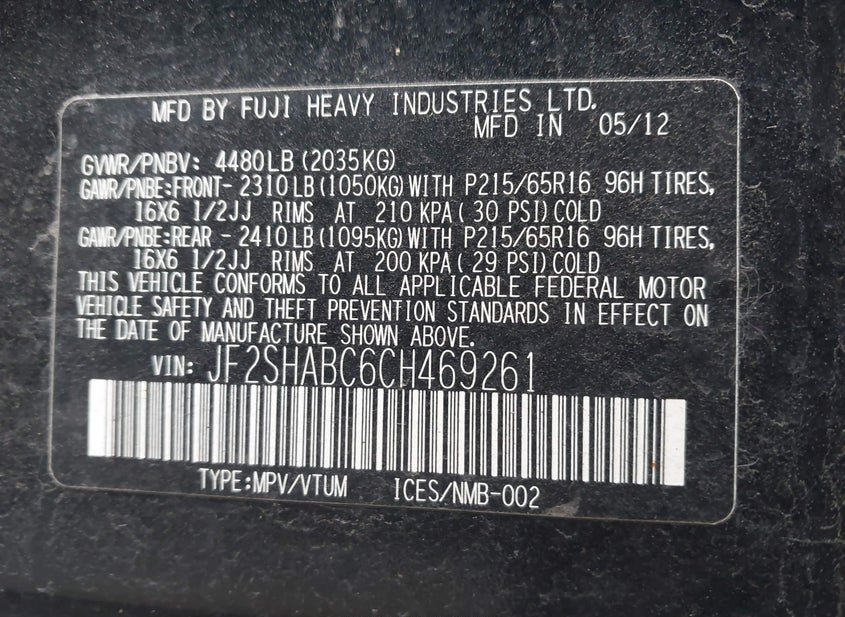 MFD BY FUJI HEAVY INDUSTRIES LTD.
MFD IN 05/12
GVWR/PNBV: 4480LB (2035KG)
GAWR/PNBE:FRONT- 2310LB (1050KG) WITH P215/65R16 96H TIRES,
16X6 1/2JJ RIMS AT 210 KPA ( 30 PSI) COLD
GAWR/PNBE:REAR - 2410LB (1095KG) WITH P215/65R16 96H TIRES,
16X6 1/2JJ RIMS AT 200 KPA ( 29 PSI) COLD
THIS VEHICLE CONFORMS TO ALL APPLICABLE FEDERAL MOTOR
VEHICLE SAFETY AND THEFT PREVENTION STANDARDS IN EFFECT ON
THE DATE OF MANUFACTURE SHOWN ABOVE.
VIN: JF2SHABC6CH469261
TYPE:MPV/VTUM ICES/NMB-002